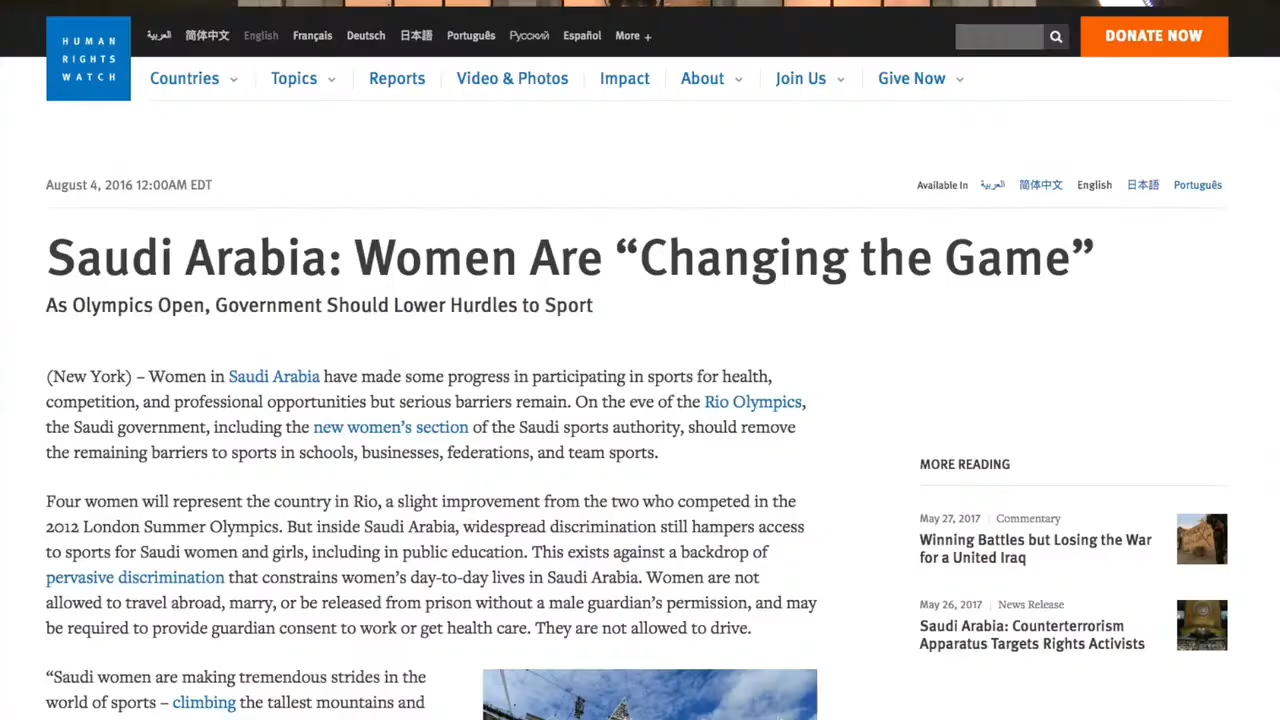 HUMAN
RIGHTS
WATCH
العربية 简体中文 English Français Deutsch 日本語 Português Русский Español More +
DONATE NOW
Countries Topics Reports Video & Photos Impact About Join Us Give Now
August 4, 2016 12:00AM EDT
Available In العربية 简体中文 English 日本語 Português
Saudi Arabia: Women Are “Changing the Game”
As Olympics Open, Government Should Lower Hurdles to Sport
(New York) – Women in Saudi Arabia have made some progress in participating in sports for health,
competition, and professional opportunities but serious barriers remain. On the eve of the Rio Olympics,
the Saudi government, including the new women’s section of the Saudi sports authority, should remove
the remaining barriers to sports in schools, businesses, federations, and team sports.
Four women will represent the country in Rio, a slight improvement from the two who competed in the
2012 London Summer Olympics. But inside Saudi Arabia, widespread discrimination still hampers access
to sports for Saudi women and girls, including in public education. This exists against a backdrop of
pervasive discrimination that constrains women’s day-to-day lives in Saudi Arabia. Women are not
allowed to travel abroad, marry, or be released from prison without a male guardian’s permission, and may
be required to provide guardian consent to work or get health care. They are not allowed to drive.
“Saudi women are making tremendous strides in the
world of sports – climbing the tallest mountains and
MORE READING
May 27, 2017 | Commentary
Winning Battles but Losing the War
for a United Iraq
May 26, 2017 | News Release
Saudi Arabia: Counterterrorism
Apparatus Targets Rights Activists